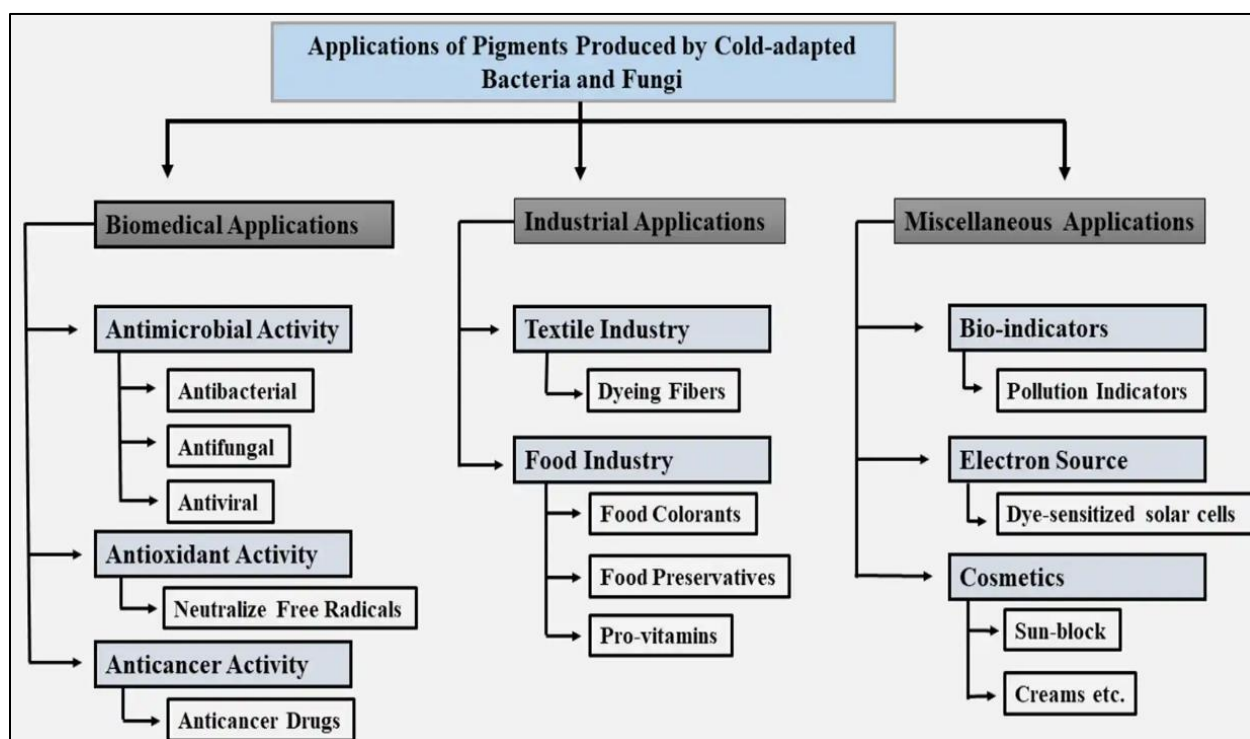 Applications of Pigments Produced by Cold-adapted
Bacteria and Fungi
Biomedical Applications
Antimicrobial Activity
Antibacterial
Antifungal
Antiviral
Antioxidant Activity
Neutralize Free Radicals
Anticancer Activity
Anticancer Drugs
Industrial Applications
Textile Industry
Dyeing Fibers
Food Industry
Food Colorants
Food Preservatives
Pro-vitamins
Miscellaneous Applications
Bio-indicators
Pollution Indicators
Electron Source
Dye-sensitized solar cells
Cosmetics
Sun-block
Creams etc.